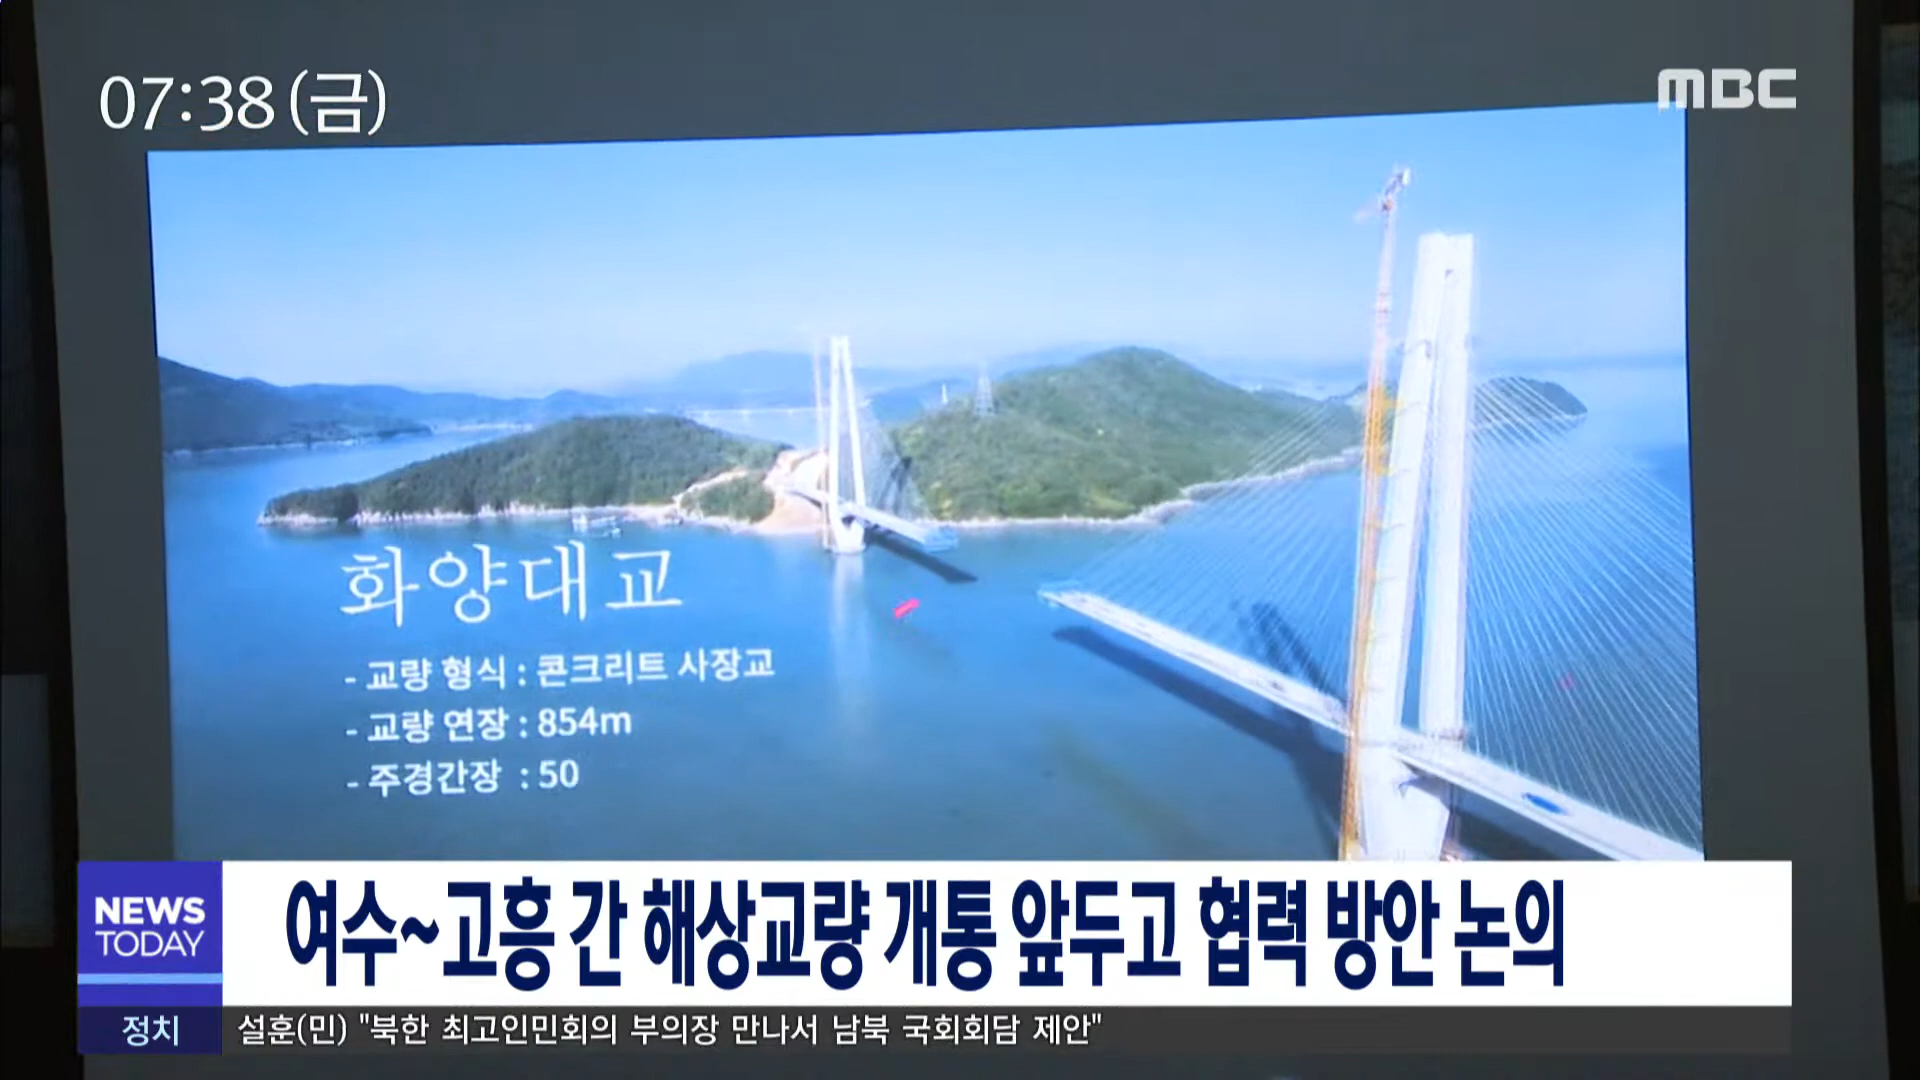 07:38 (금)
MBC
화양대교
- 교량 형식 : 콘크리트 사장교
- 교량 연장 : 854m
- 주경간장 : 50
NEWS
TODAY
여수~고흥 간 해상교량 개통 앞두고 협력 방안 논의
정치
설훈(민) "북한 최고인민회의 부의장 만나서 남북 국회회담 제안"